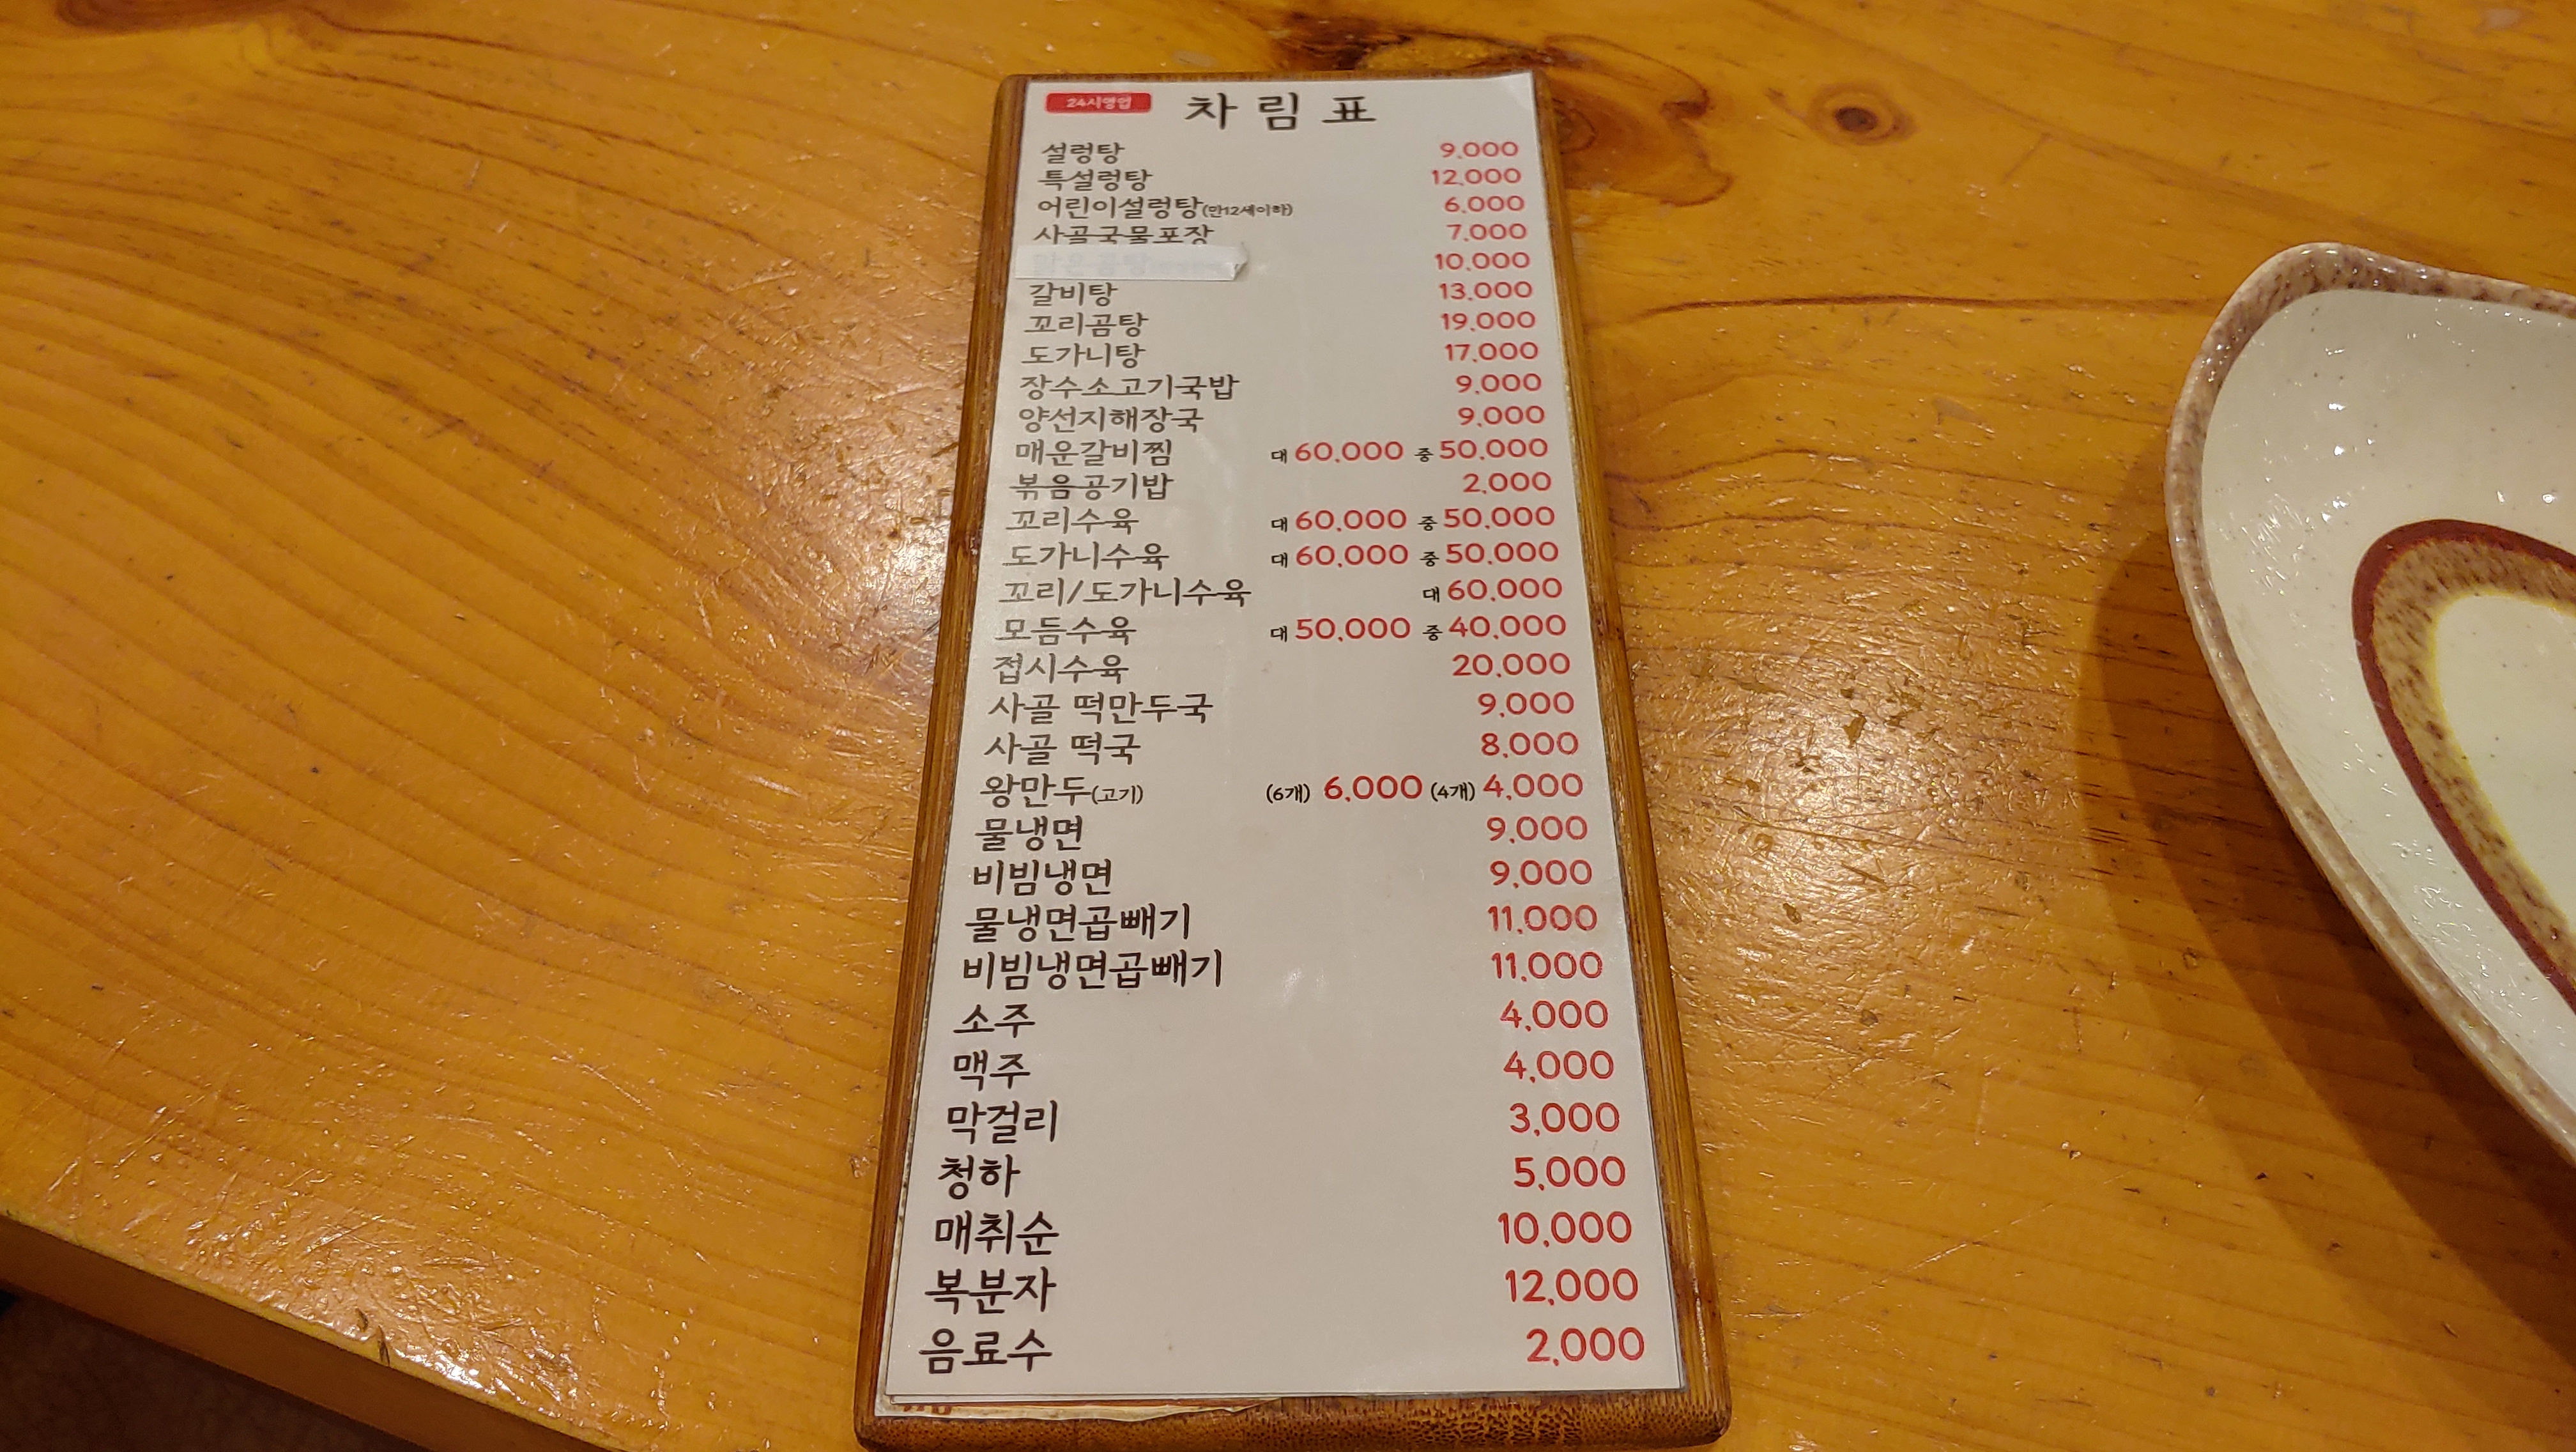 24시영업 차림표
설렁탕 9,000
특설렁탕 12,000
어린이설렁탕(만12세이하) 6,000
사골국물포장 7,000
10,000
갈비탕 13,000
꼬리곰탕 19,000
도가니탕 17,000
장수소고기국밥 9,000
양선지해장국 9,000
매운갈비찜 대 60,000 중 50,000
볶음공기밥 2,000
꼬리수육 대 60,000 중 50,000
도가니수육 대 60,000 중 50,000
꼬리/도가니수육 대 60,000
모듬수육 대 50,000 중 40,000
접시수육 20,000
사골 떡만두국 9,000
사골 떡국 8,000
왕만두(고기) (6개) 6,000 (4개) 4,000
물냉면 9,000
비빔냉면 9,000
물냉면곱빼기 11,000
비빔냉면곱빼기 11,000
소주 4,000
맥주 4,000
막걸리 3,000
청하 5,000
매취순 10,000
복분자 12,000
음료수 2,000